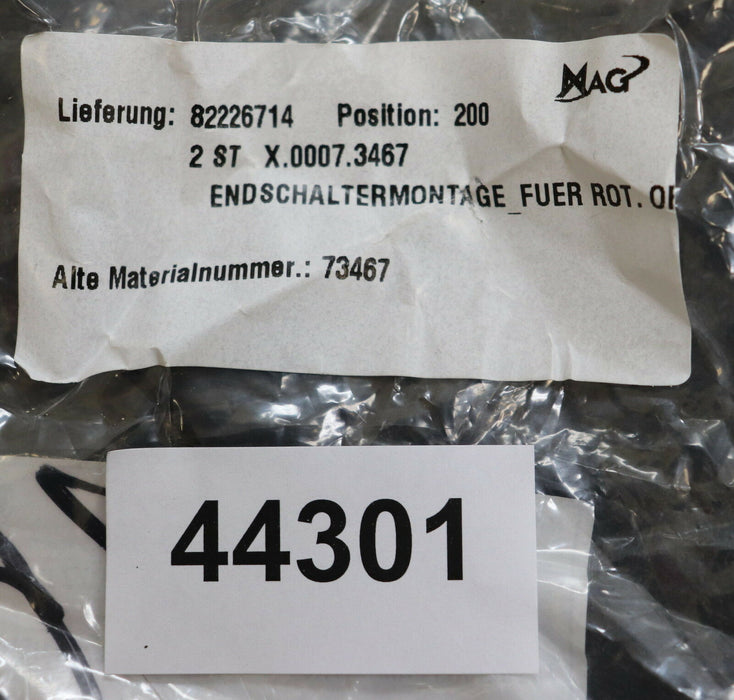 MAG
Lieferung: 82226714 Position: 200
2 ST X.0007.3467
ENDSCHALTERMONTAGE_FUER ROT.
Alte Materialnummer.: 73467
44301